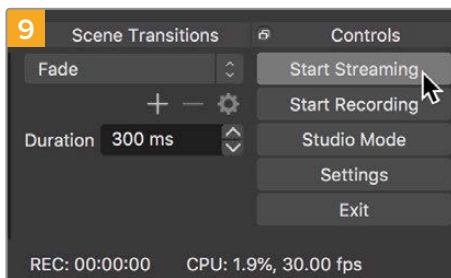 9
Scene Transitions
Controls
Fade
Start Streaming
Start Recording
Duration 300 ms
Studio Mode
Settings
Exit
REC: 00:00:00 CPU: 1.9%, 30.00 fps